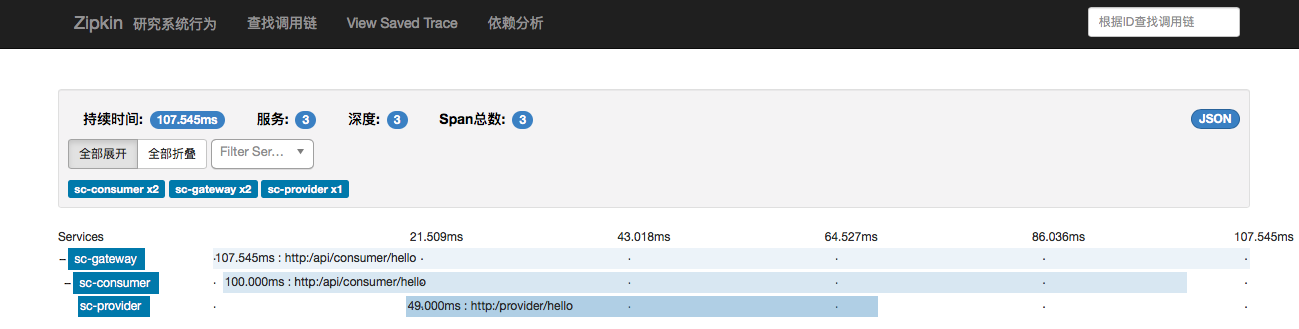 Zipkin 研究系统行为 查找调用链 View Saved Trace 依赖分析 根据ID查找调用链
持续时间: 107.545ms 服务: 3 深度: 3 Span总数: 3 JSON
全部展开 全部折叠 Filter Ser...
sc-consumer x2 sc-gateway x2 sc-provider x1
Services 21.509ms 43.018ms 64.527ms 86.036ms 107.545ms
– sc-gateway 107.545ms : http:/api/consumer/hello
– sc-consumer 100.000ms : http:/api/consumer/hello
sc-provider 49.000ms : http:/provider/hello